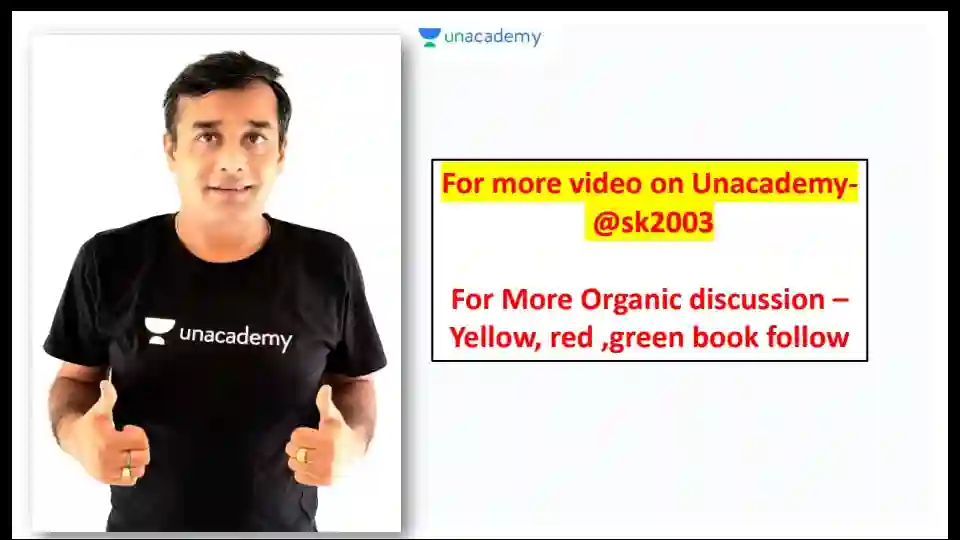 unacademy
For more video on Unacademy-
@sk2003
For More Organic discussion –
Yellow, red ,green book follow
unacademy